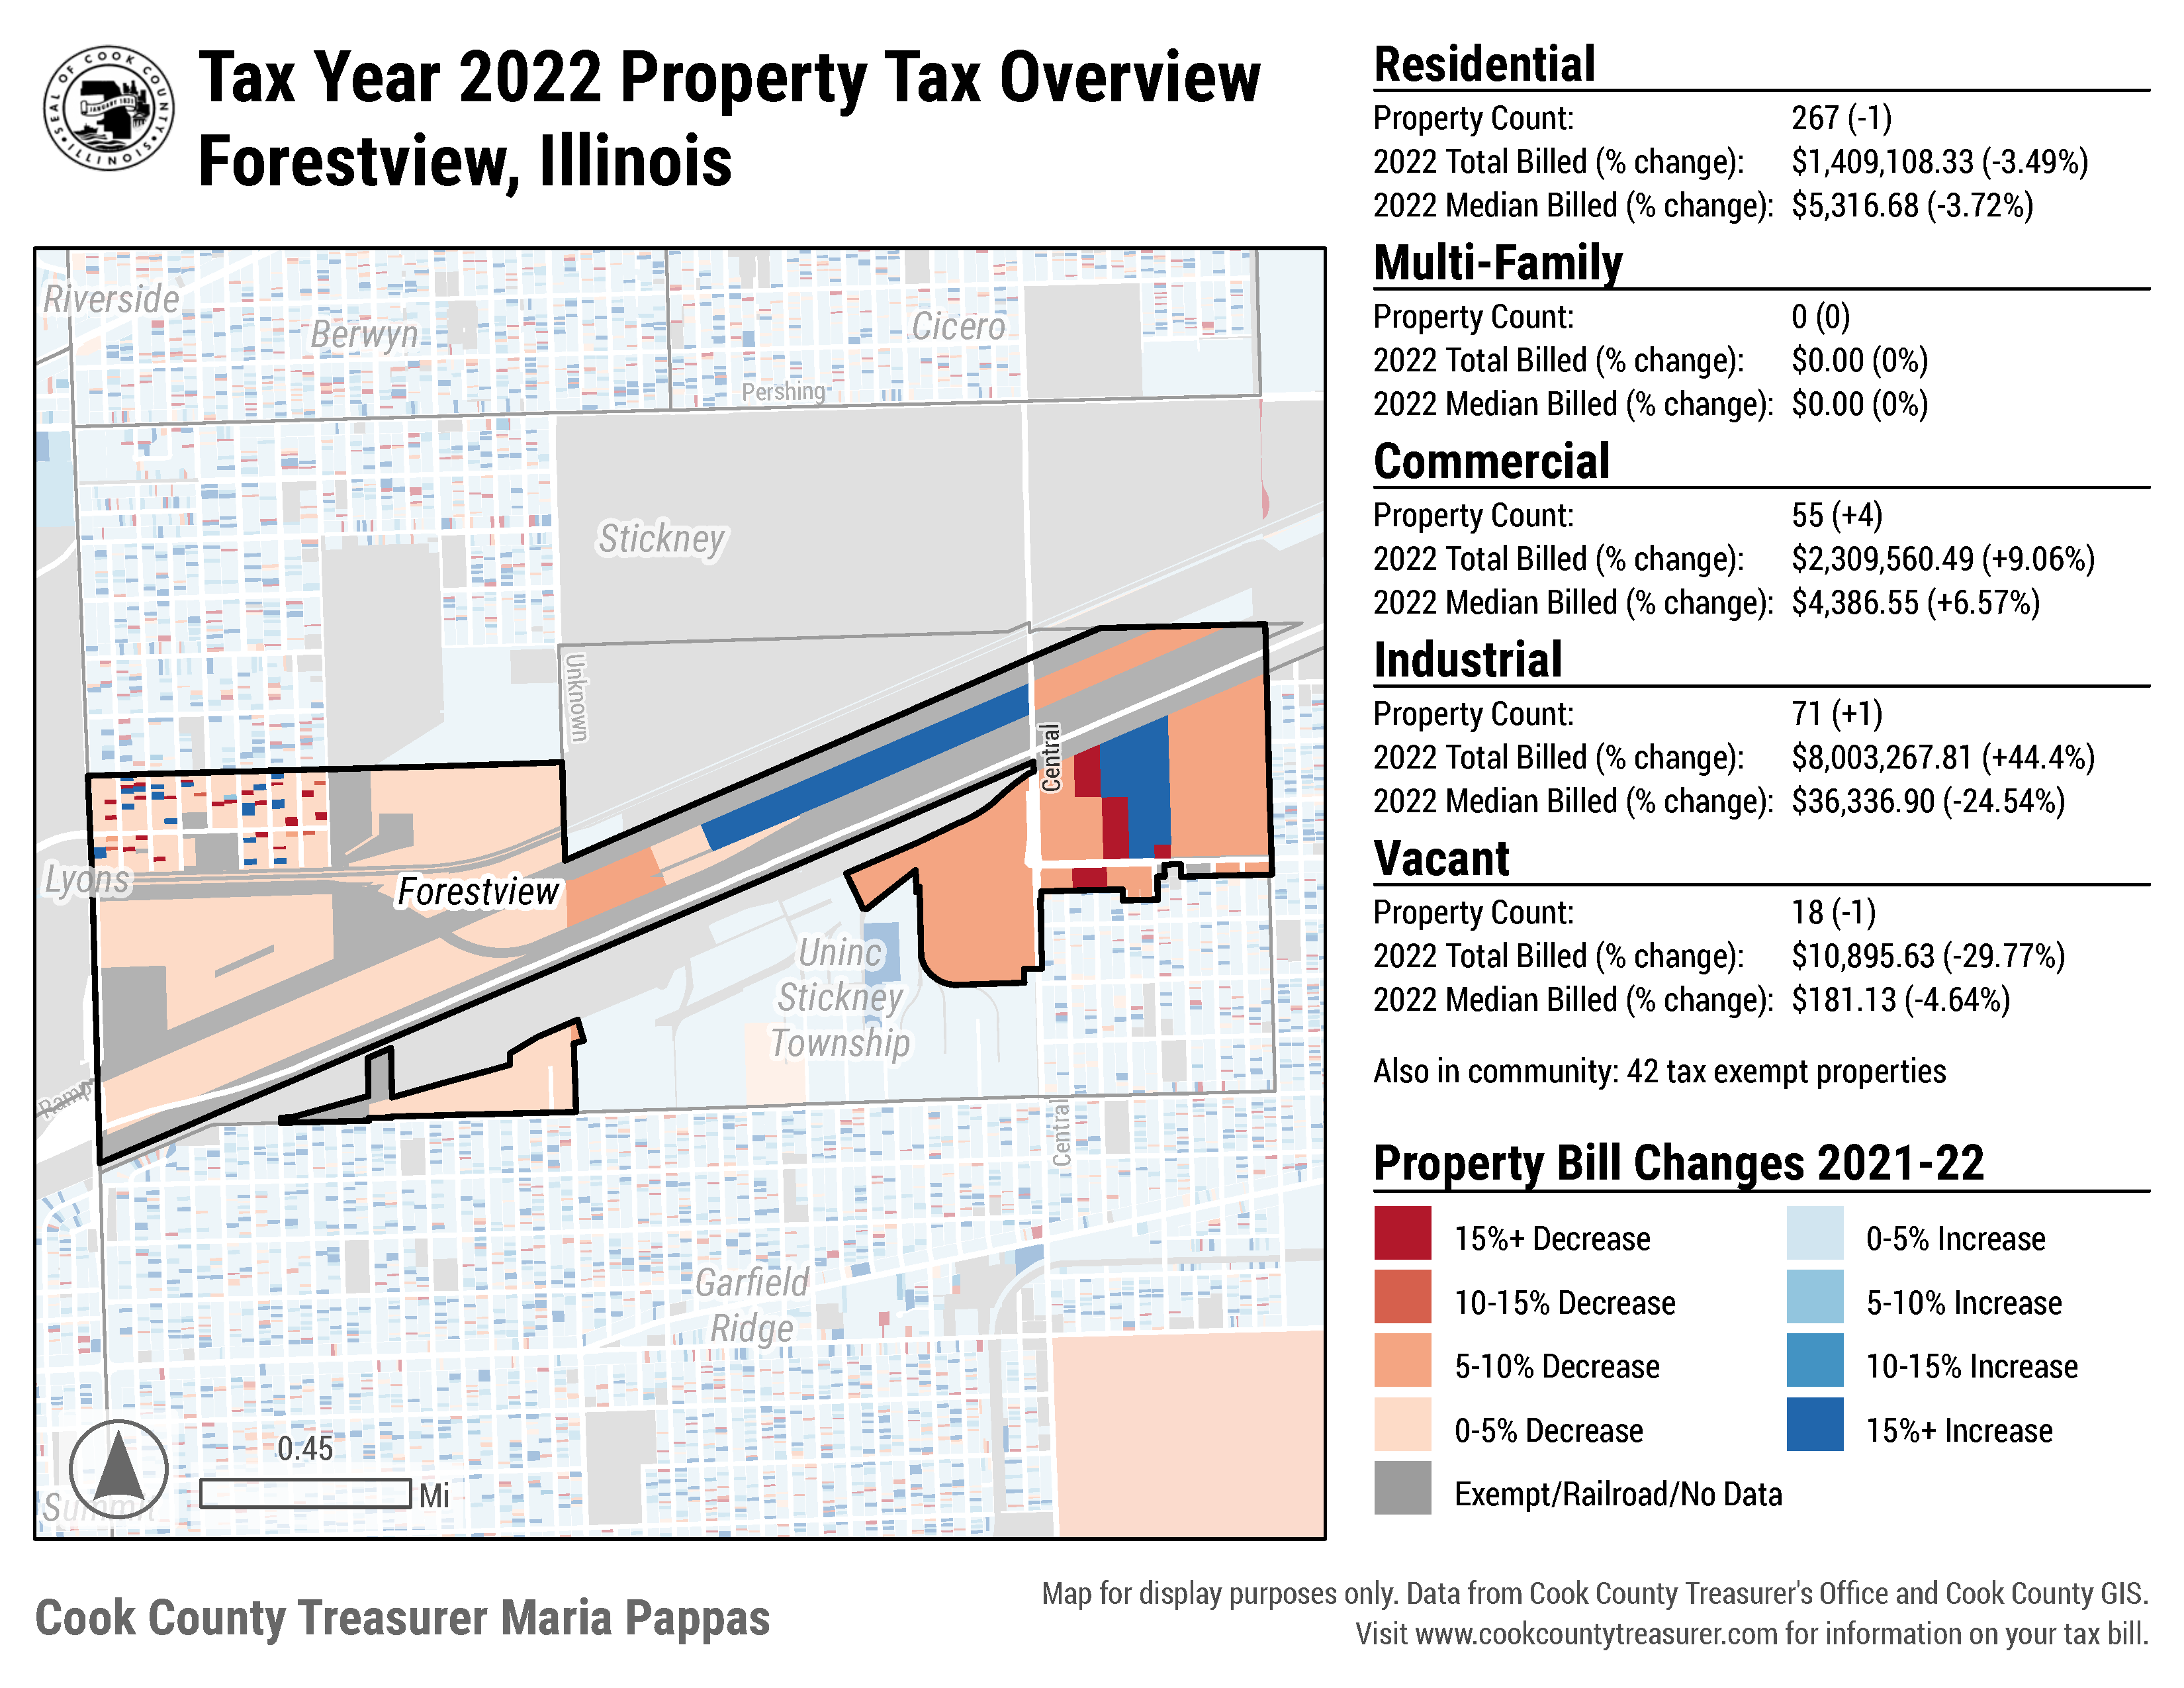 SEAL OF COOK COUNTY
ILLINOIS
JANUARY 1831
Tax Year 2022 Property Tax Overview
Forestview, Illinois
Riverside
Berwyn
Cicero
Pershing
Stickney
Unknown
Central
Lyons
Forestview
Uninc
Stickney
Township
Ramp
Central
Garfield
Ridge
0.45
Mi
Summit
Residential
Property Count: 267 (-1)
2022 Total Billed (% change): $1,409,108.33 (-3.49%)
2022 Median Billed (% change): $5,316.68 (-3.72%)
Multi-Family
Property Count: 0 (0)
2022 Total Billed (% change): $0.00 (0%)
2022 Median Billed (% change): $0.00 (0%)
Commercial
Property Count: 55 (+4)
2022 Total Billed (% change): $2,309,560.49 (+9.06%)
2022 Median Billed (% change): $4,386.55 (+6.57%)
Industrial
Property Count: 71 (+1)
2022 Total Billed (% change): $8,003,267.81 (+44.4%)
2022 Median Billed (% change): $36,336.90 (-24.54%)
Vacant
Property Count: 18 (-1)
2022 Total Billed (% change): $10,895.63 (-29.77%)
2022 Median Billed (% change): $181.13 (-4.64%)
Also in community: 42 tax exempt properties
Property Bill Changes 2021-22
15%+ Decrease
10-15% Decrease
5-10% Decrease
0-5% Decrease
Exempt/Railroad/No Data
0-5% Increase
5-10% Increase
10-15% Increase
15%+ Increase
Cook County Treasurer Maria Pappas
Map for display purposes only. Data from Cook County Treasurer's Office and Cook County GIS.
Visit www.cookcountytreasurer.com for information on your tax bill.